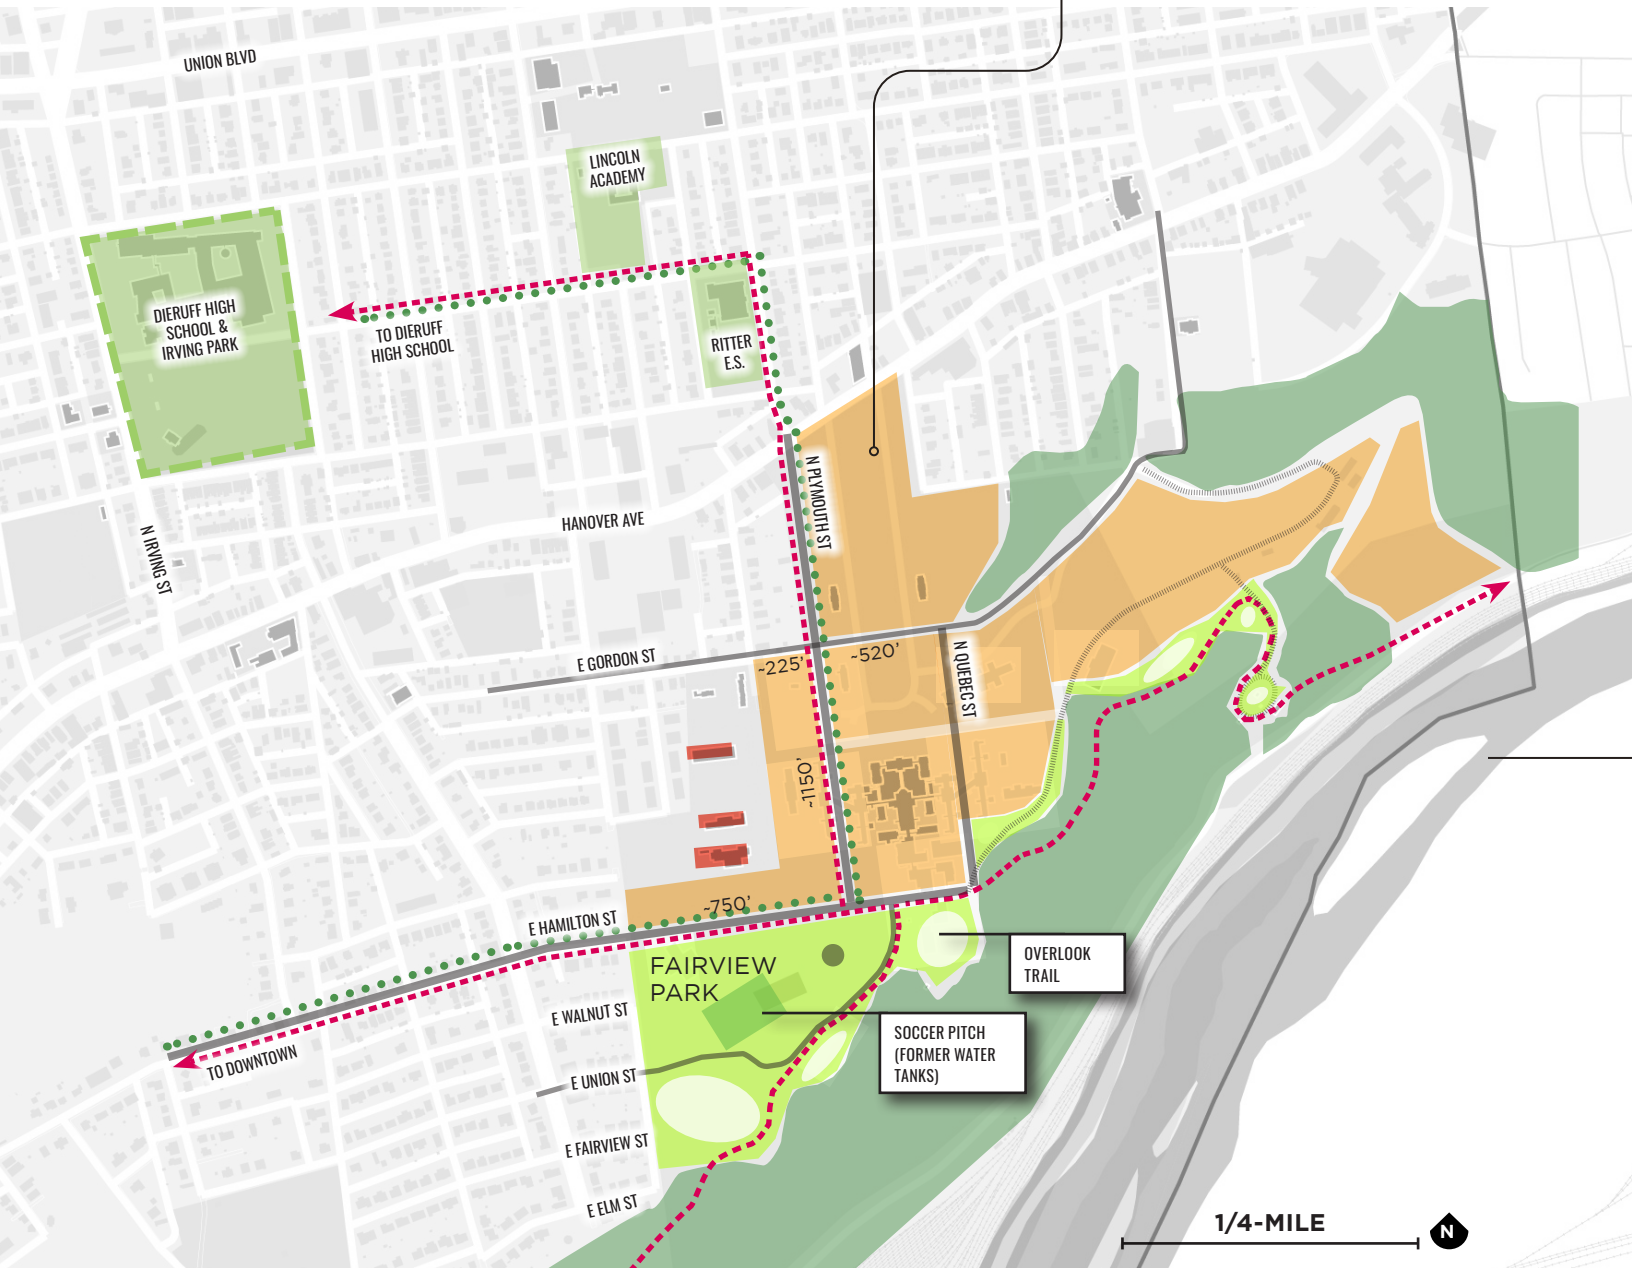 UNION BLVD
LINCOLN
ACADEMY
DIERUFF HIGH
SCHOOL &
IRVING PARK
TO DIERUFF
HIGH SCHOOL
RITTER
E.S.
N PLYMOUTH ST
HANOVER AVE
N IRVING ST
E GORDON ST
~225’
~520’
N QUEBEC ST
~1150’
~750’
E HAMILTON ST
FAIRVIEW
PARK
OVERLOOK
TRAIL
E WALNUT ST
SOCCER PITCH
(FORMER WATER
TANKS)
TO DOWNTOWN
E UNION ST
E FAIRVIEW ST
E ELM ST
1/4-MILE
N